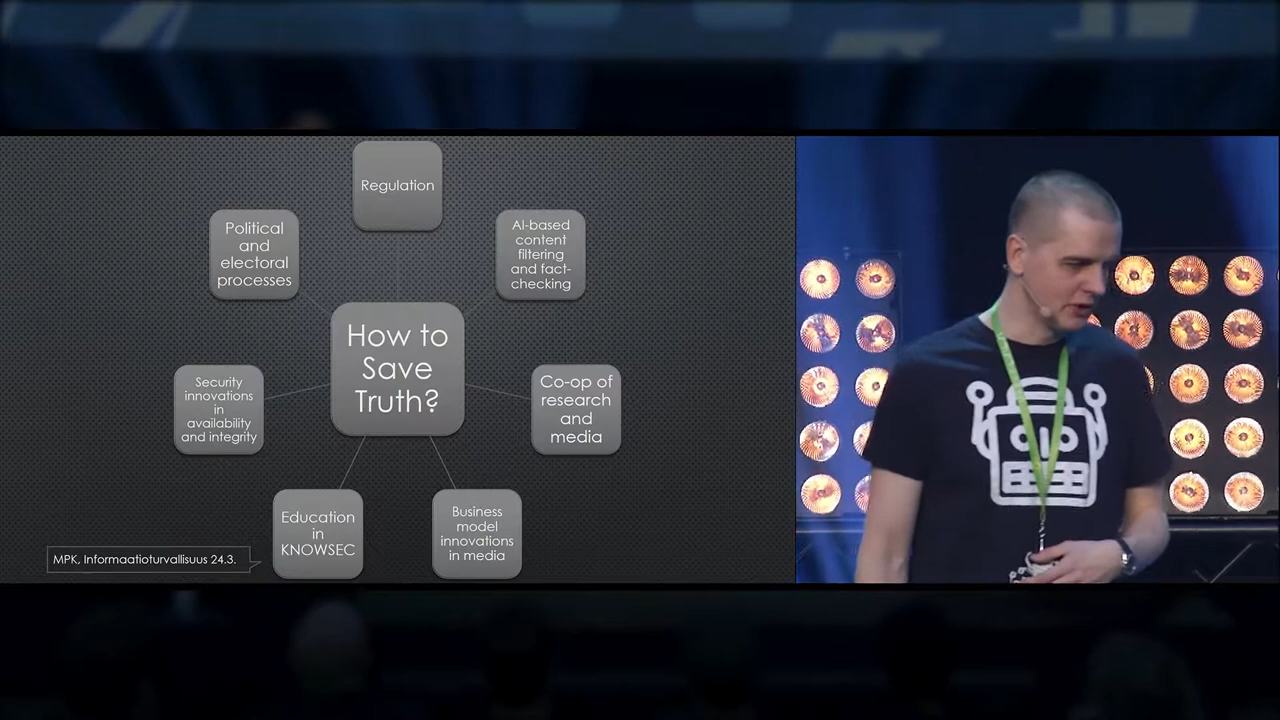 Regulation
Political
and
electoral
processes
AI-based
content
filtering
and fact-
checking
How to
Save
Truth?
Security
innovations
in
availability
and integrity
Co-op of
research
and
media
Education
in
KNOWSEC
Business
model
innovations
in media
MPK, Informaatioturvallisuus 24.3.